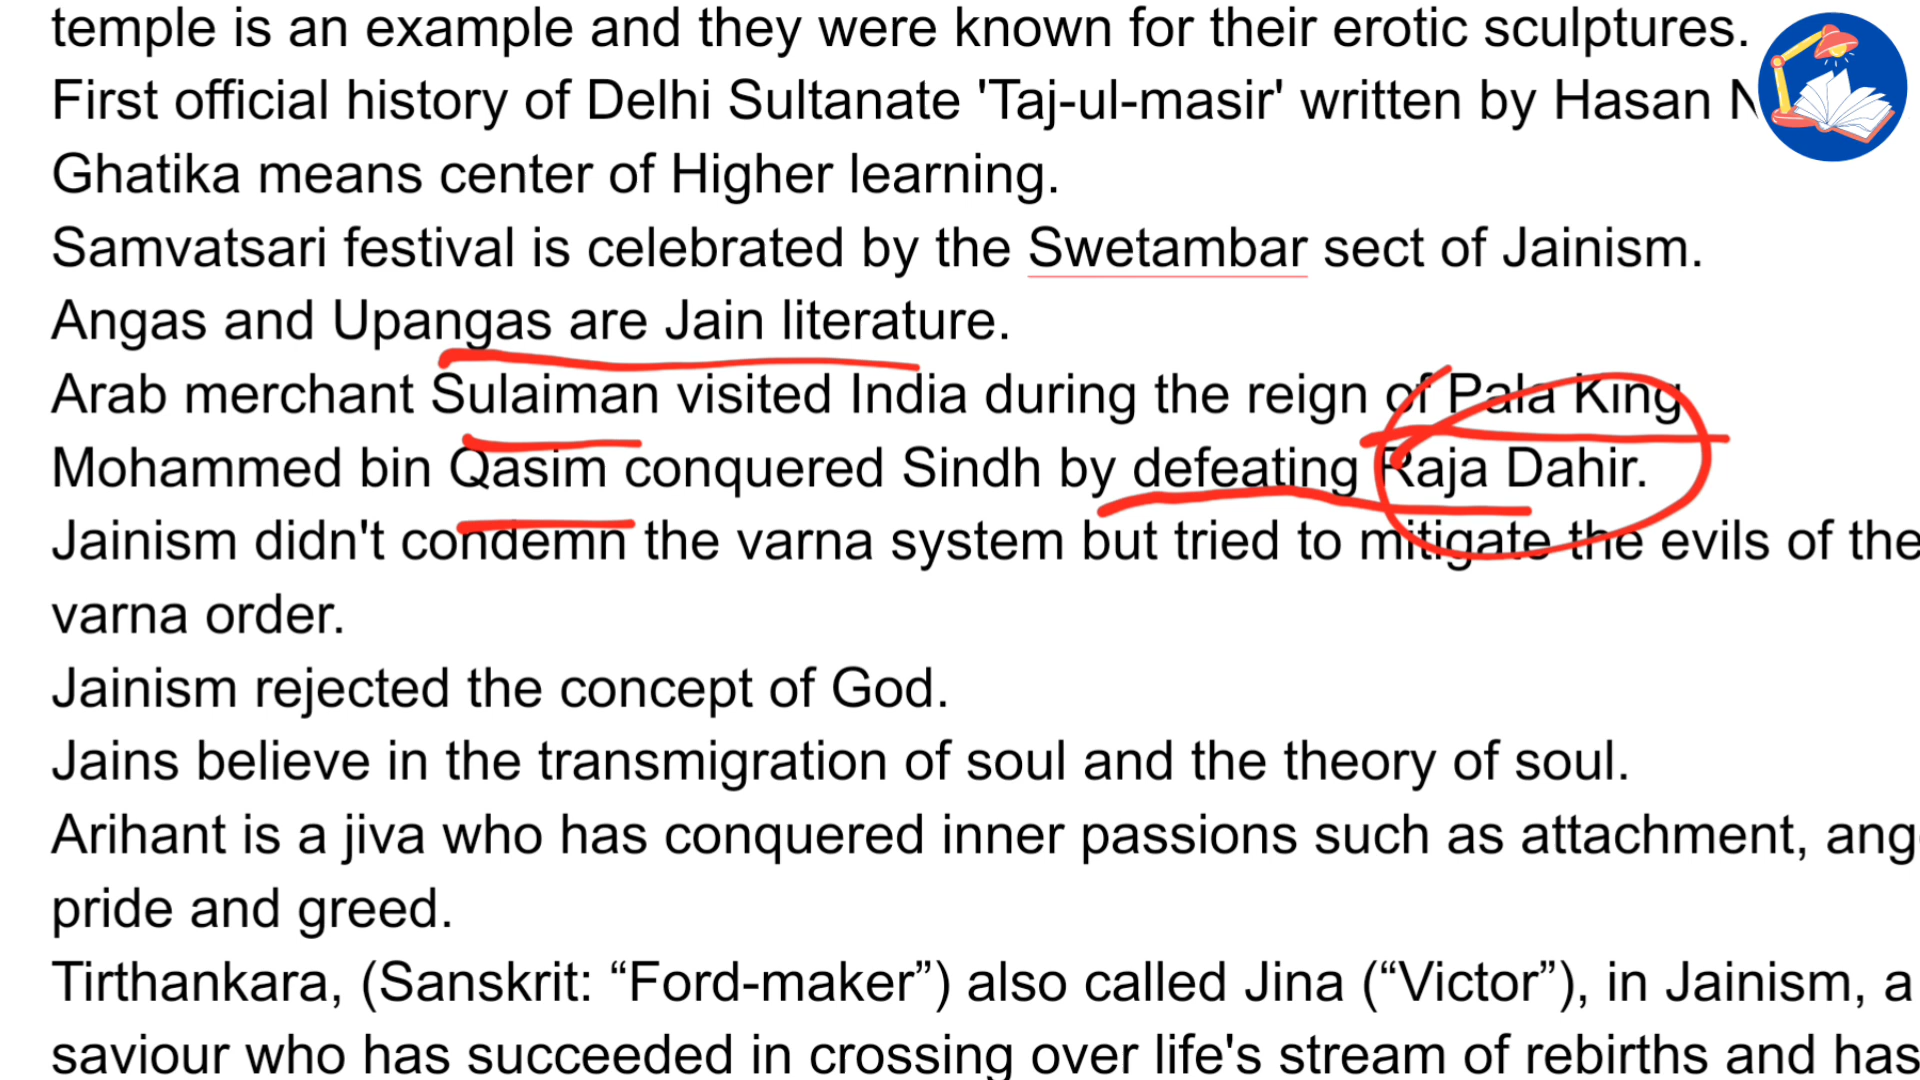 temple is an example and they were known for their erotic sculptures.
First official history of Delhi Sultanate 'Taj-ul-masir' written by Hasan
Ghatika means center of Higher learning.
Samvatsari festival is celebrated by the Swetambar sect of Jainism.
Angas and Upangas are Jain literature.
Arab merchant Sulaiman visited India during the reign of Pala King
Mohammed bin Qasim conquered Sindh by defeating Raja Dahir.
Jainism didn't condemn the varna system but tried to mitigate the evils of the
varna order.
Jainism rejected the concept of God.
Jains believe in the transmigration of soul and the theory of soul.
Arihant is a jiva who has conquered inner passions such as attachment,
pride and greed.
Tirthankara, (Sanskrit: “Ford-maker”) also called Jina (“Victor”), in Jainism, a
saviour who has succeeded in crossing over life's stream of rebirths and has